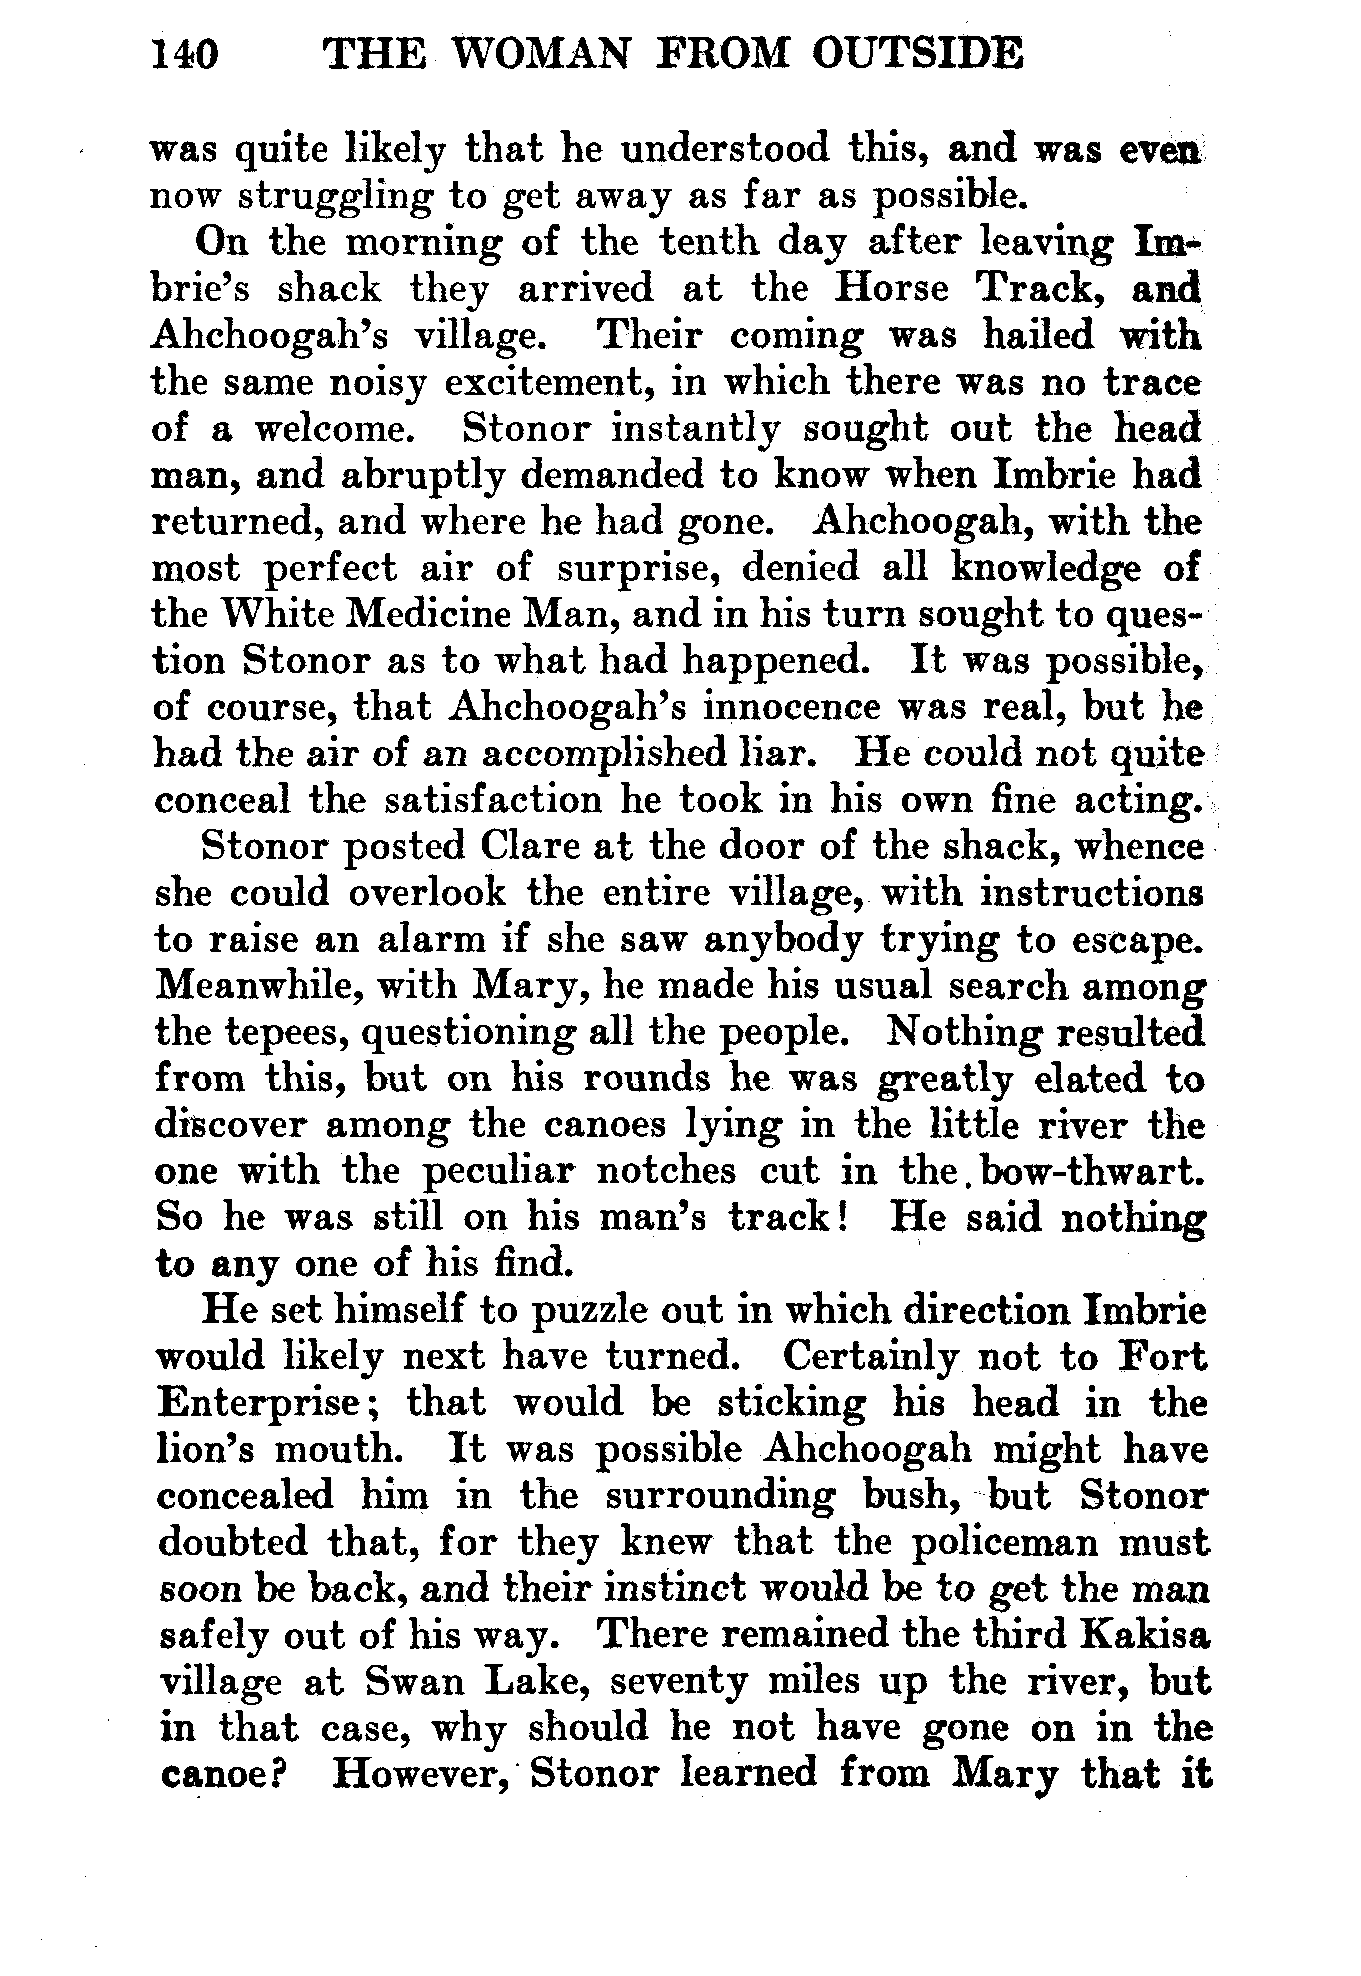 140 THE WOMAN FROM OUTSIDE
was quite likely that he understood this, and was even
now struggling to get away as far as possible.
On the morning of the tenth day after leaving Im-
brie's shack they arrived at the Horse Track, and
Ahchoogah's village. Their coming was hailed with
the same noisy excitement, in which there was no trace
of a welcome. Stonor instantly sought out the head
man, and abruptly demanded to know when Imbrie had
returned, and where he had gone. Ahchoogah, with the
most perfect air of surprise, denied all knowledge of
the White Medicine Man, and in his turn sought to ques-
tion Stonor as to what had happened. It was possible,
of course, that Ahchoogah's innocence was real, but he
had the air of an accomplished liar. He could not quite
conceal the satisfaction he took in his own fine acting.
Stonor posted Clare at the door of the shack, whence
she could overlook the entire village, with instructions
to raise an alarm if she saw anybody trying to escape.
Meanwhile, with Mary, he made his usual search among
the tepees, questioning all the people. Nothing resulted
from this, but on his rounds he was greatly elated to
discover among the canoes lying in the little river the
one with the peculiar notches cut in the bow-thwart.
So he was still on his man's track! He said nothing
to any one of his find.
He set himself to puzzle out in which direction Imbrie
would likely next have turned. Certainly not to Fort
Enterprise; that would be sticking his head in the
lion's mouth. It was possible Ahchoogah might have
concealed him in the surrounding bush, but Stonor
doubted that, for they knew that the policeman must
soon be back, and their instinct would be to get the man
safely out of his way. There remained the third Kakisa
village at Swan Lake, seventy miles up the river, but
in that case, why should he not have gone on in the
canoe? However, Stonor learned from Mary that it